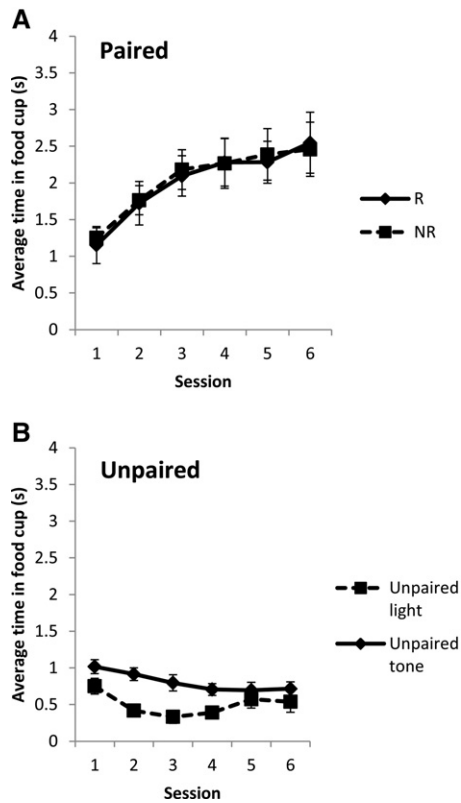 A
Paired
Average time in food cup (s)
4
3.5
3
2.5
2
1.5
1
0.5
0
1 2 3 4 5 6
Session
R
NR
B
Unpaired
Average time in food cup (s)
4
3.5
3
2.5
2
1.5
1
0.5
0
1 2 3 4 5 6
Session
Unpaired
light
Unpaired
tone